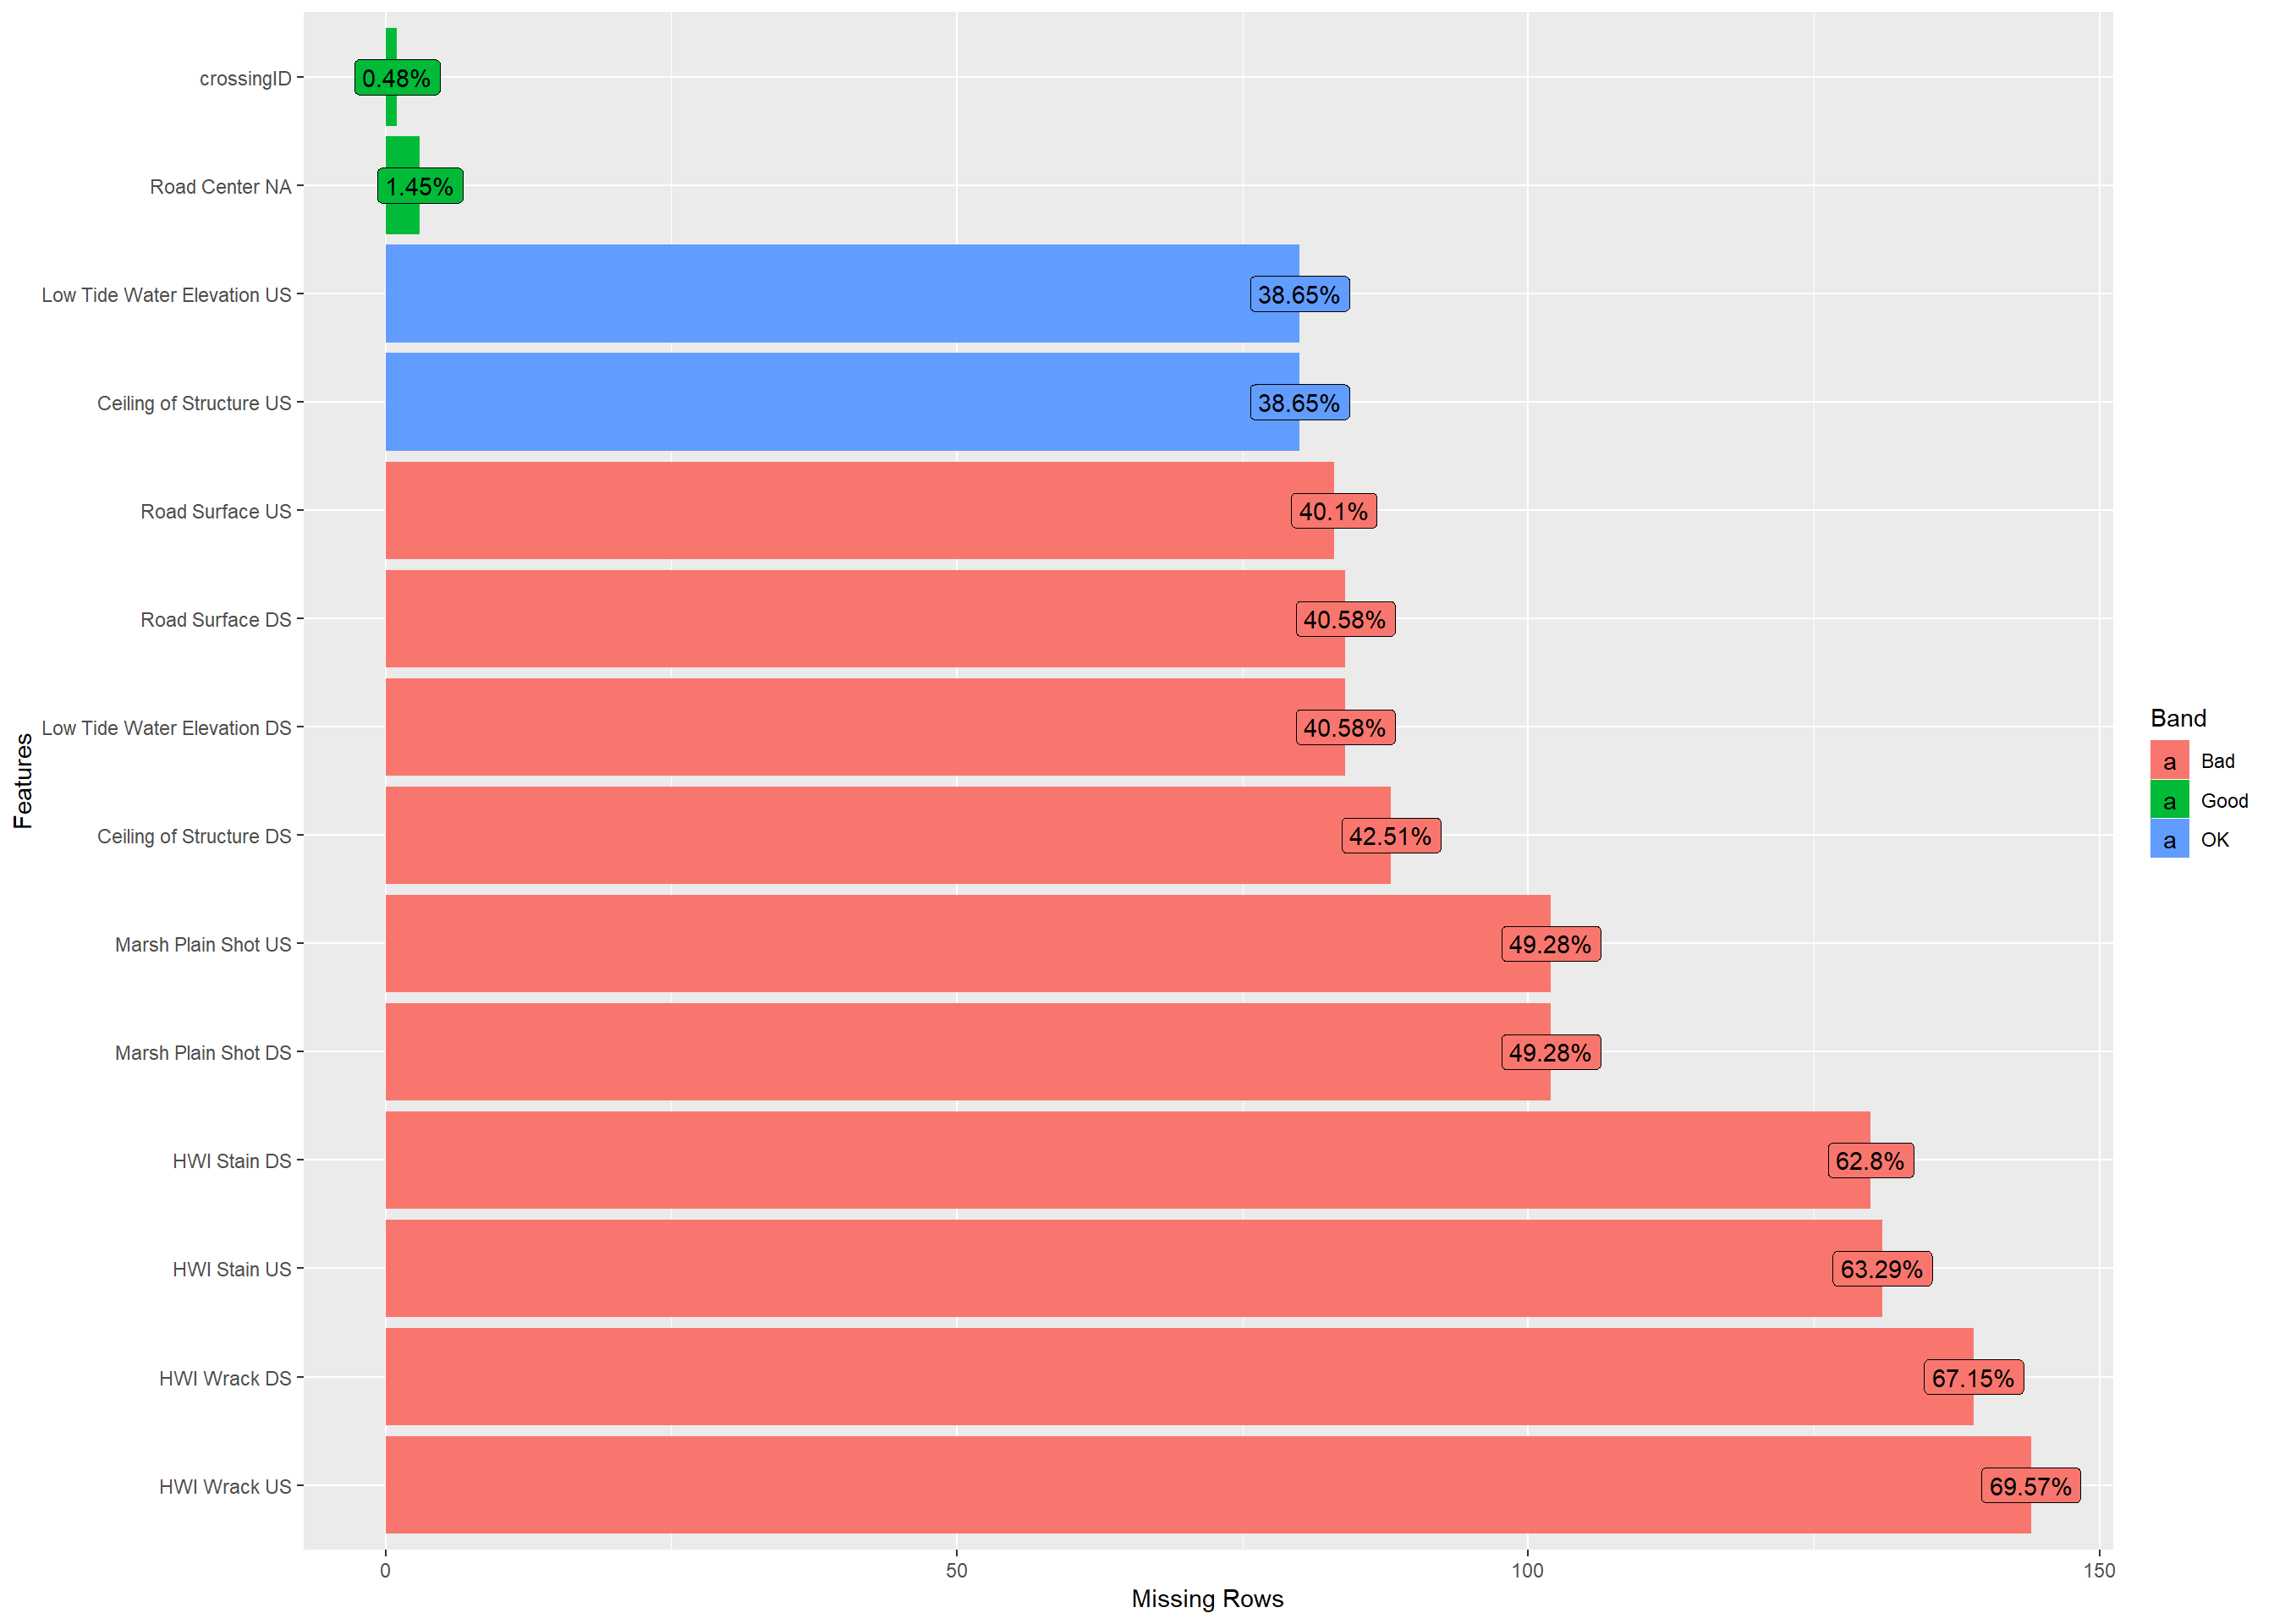 crossingID
0.48%
Road Center NA
1.45%
Low Tide Water Elevation US
38.65%
Ceiling of Structure US
38.65%
Road Surface US
40.1%
Road Surface DS
40.58%
Low Tide Water Elevation DS
40.58%
Ceiling of Structure DS
42.51%
Marsh Plain Shot US
49.28%
Marsh Plain Shot DS
49.28%
HWI Stain DS
62.8%
HWI Stain US
63.29%
HWI Wrack DS
67.15%
HWI Wrack US
69.57%
0 50 100 150
Missing Rows
Features
Band
a Bad
a Good
a OK